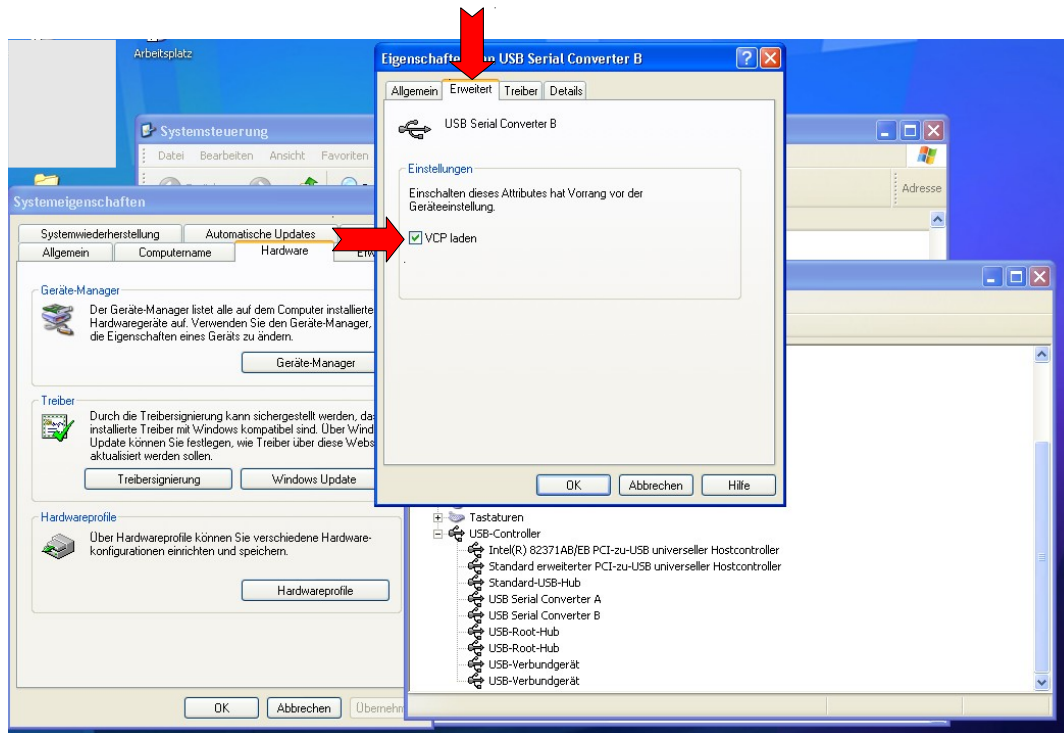 Arbeitsplatz
Systemsteuerung
Datei Bearbeiten Ansicht Favoriten
Adresse
Systemeigenschaften
Systemwiederherstellung Automatische Updates
Allgemein Computername Hardware
Geräte-Manager
Der Geräte-Manager listet alle auf dem Computer installierte
Hardwaregeräte auf. Verwenden Sie den Geräte-Manager,
die Eigenschaften eines Geräts zu ändern.
Geräte-Manager
Treiber
Durch die Treibersignierung kann sichergestellt werden, da
installierte Treiber mit Windows kompatibel sind. Über Wind
Update können Sie festlegen, wie Treiber über diese Webs
aktualisiert werden sollen.
Treibersignierung Windows Update
Hardwareprofile
Über Hardwareprofile können Sie verschiedene Hardware-
konfigurationen einrichten und speichern.
Hardwareprofile
OK Abbrechen Übernehm
USB Serial Converter B
Allgemein Erweitert Treiber Details
USB Serial Converter B
Einstellungen
Einschalten dieses Attributes hat Vorrang vor der
Geräteeinstellung.
VCP laden
OK Abbrechen Hilfe
Tastaturen
USB-Controller
Intel(R) 82371AB/EB PCI-zu-USB universeller Hostcontroller
Standard erweiterter PCI-zu-USB universeller Hostcontroller
Standard-USB-Hub
USB Serial Converter A
USB Serial Converter B
USB-Root-Hub
USB-Root-Hub
USB-Verbundgerät
USB-Verbundgerät